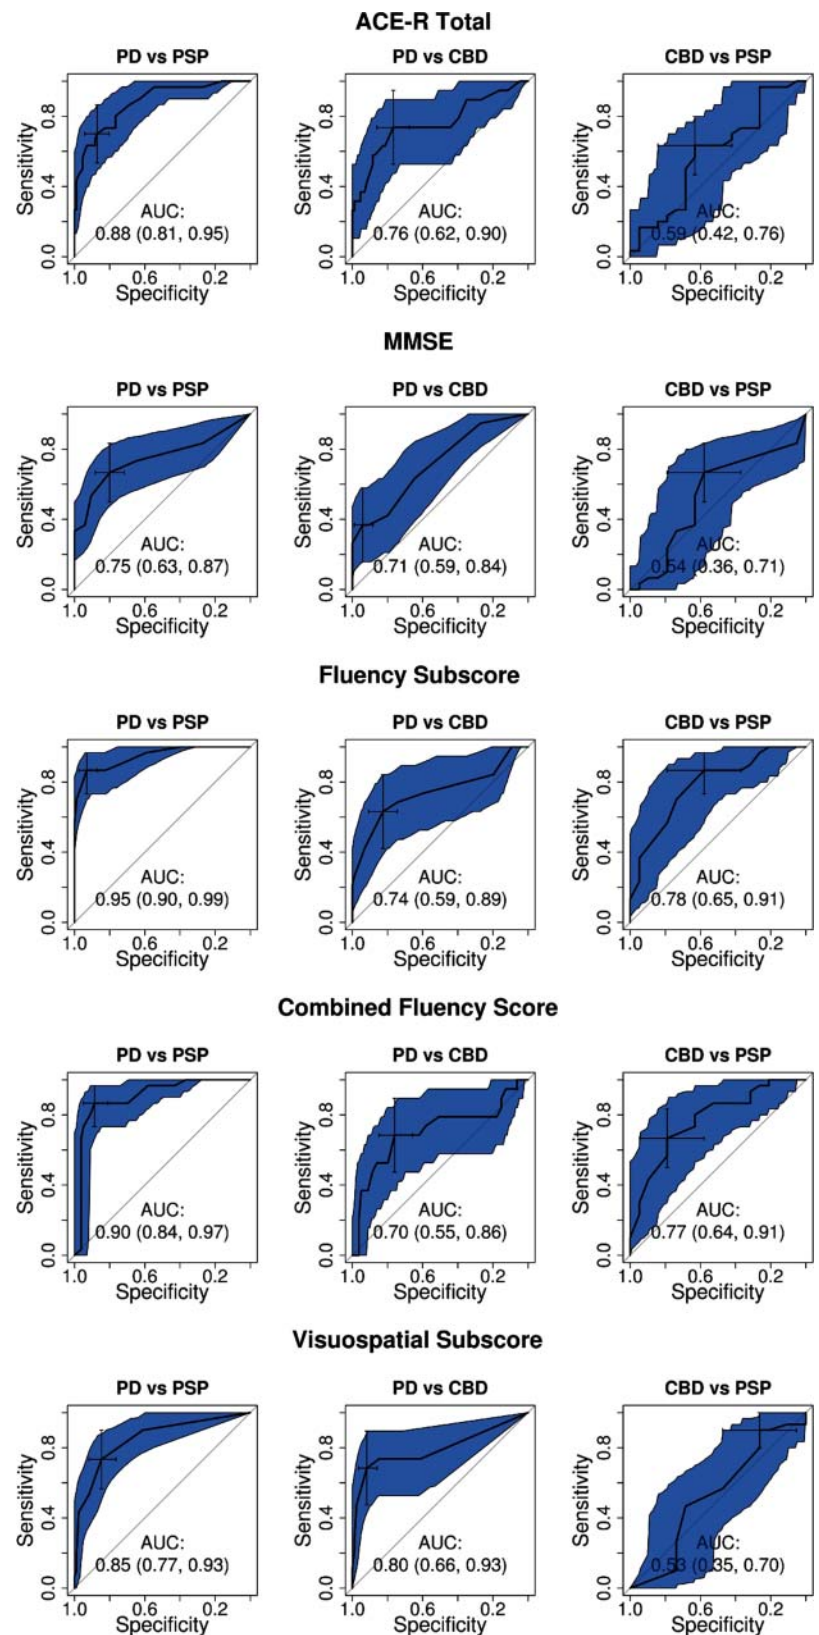 ACE-R Total
PD vs PSP
PD vs CBD
CBD vs PSP
Sensitivity
0.0 0.4 0.8
AUC:
0.88 (0.81, 0.95)
1.0 0.6 0.2
Specificity
Sensitivity
0.0 0.4 0.8
AUC:
0.76 (0.62, 0.90)
1.0 0.6 0.2
Specificity
Sensitivity
0.0 0.4 0.8
AUC:
0.59 (0.42, 0.76)
1.0 0.6 0.2
Specificity
MMSE
PD vs PSP
PD vs CBD
CBD vs PSP
Sensitivity
0.0 0.4 0.8
AUC:
0.75 (0.63, 0.87)
1.0 0.6 0.2
Specificity
Sensitivity
0.0 0.4 0.8
AUC:
0.71 (0.59, 0.84)
1.0 0.6 0.2
Specificity
Sensitivity
0.0 0.4 0.8
AUC:
0.54 (0.36, 0.71)
1.0 0.6 0.2
Specificity
Fluency Subscore
PD vs PSP
PD vs CBD
CBD vs PSP
Sensitivity
0.0 0.4 0.8
AUC:
0.95 (0.90, 0.99)
1.0 0.6 0.2
Specificity
Sensitivity
0.0 0.4 0.8
AUC:
0.74 (0.59, 0.89)
1.0 0.6 0.2
Specificity
Sensitivity
0.0 0.4 0.8
AUC:
0.78 (0.65, 0.91)
1.0 0.6 0.2
Specificity
Combined Fluency Score
PD vs PSP
PD vs CBD
CBD vs PSP
Sensitivity
0.0 0.4 0.8
AUC:
0.90 (0.84, 0.97)
1.0 0.6 0.2
Specificity
Sensitivity
0.0 0.4 0.8
AUC:
0.70 (0.55, 0.86)
1.0 0.6 0.2
Specificity
Sensitivity
0.0 0.4 0.8
AUC:
0.77 (0.64, 0.91)
1.0 0.6 0.2
Specificity
Visuospatial Subscore
PD vs PSP
PD vs CBD
CBD vs PSP
Sensitivity
0.0 0.4 0.8
AUC:
0.85 (0.77, 0.93)
1.0 0.6 0.2
Specificity
Sensitivity
0.0 0.4 0.8
AUC:
0.80 (0.66, 0.93)
1.0 0.6 0.2
Specificity
Sensitivity
0.0 0.4 0.8
AUC:
0.53 (0.35, 0.70)
1.0 0.6 0.2
Specificity